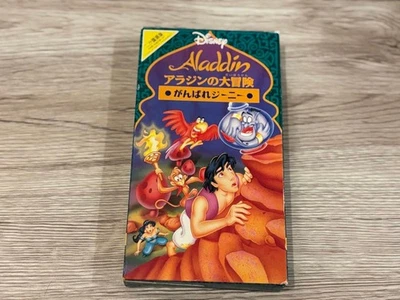 Disney
Aladdin
アラジンの大冒険
がんばれジーニー